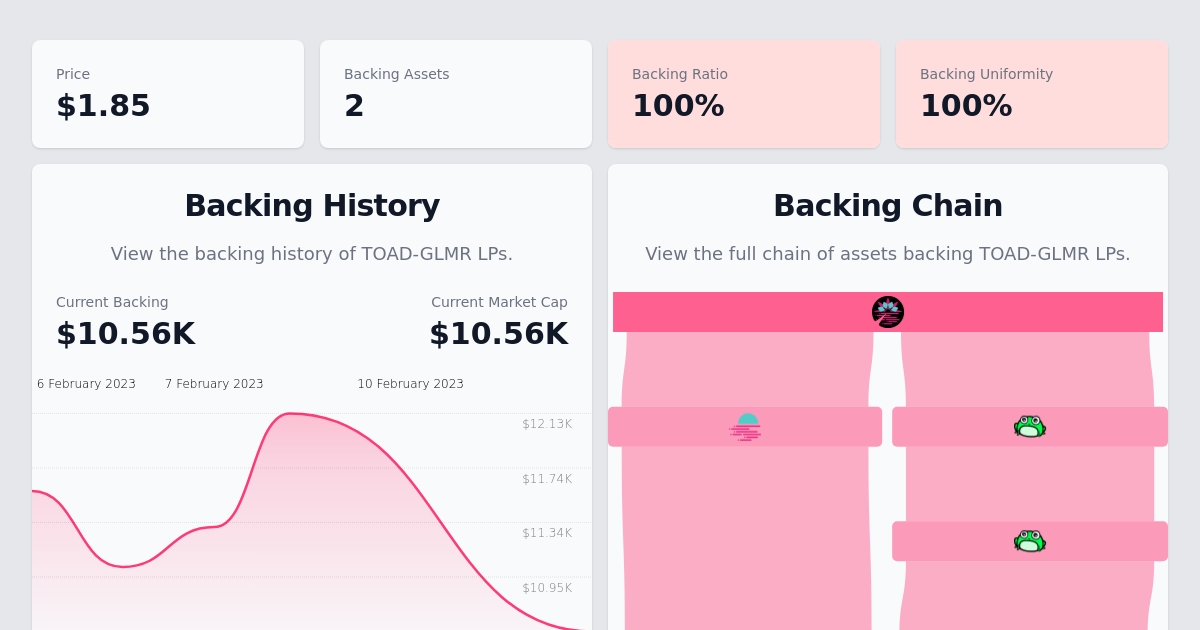 Price
$1.85
Backing Assets
2
Backing Ratio
100%
Backing Uniformity
100%
Backing History
View the backing history of TOAD-GLMR LPs.
Current Backing
$10.56K
Current Market Cap
$10.56K
6 February 2023
7 February 2023
10 February 2023
$12.13K
$11.74K
$11.34K
$10.95K
Backing Chain
View the full chain of assets backing TOAD-GLMR LPs.